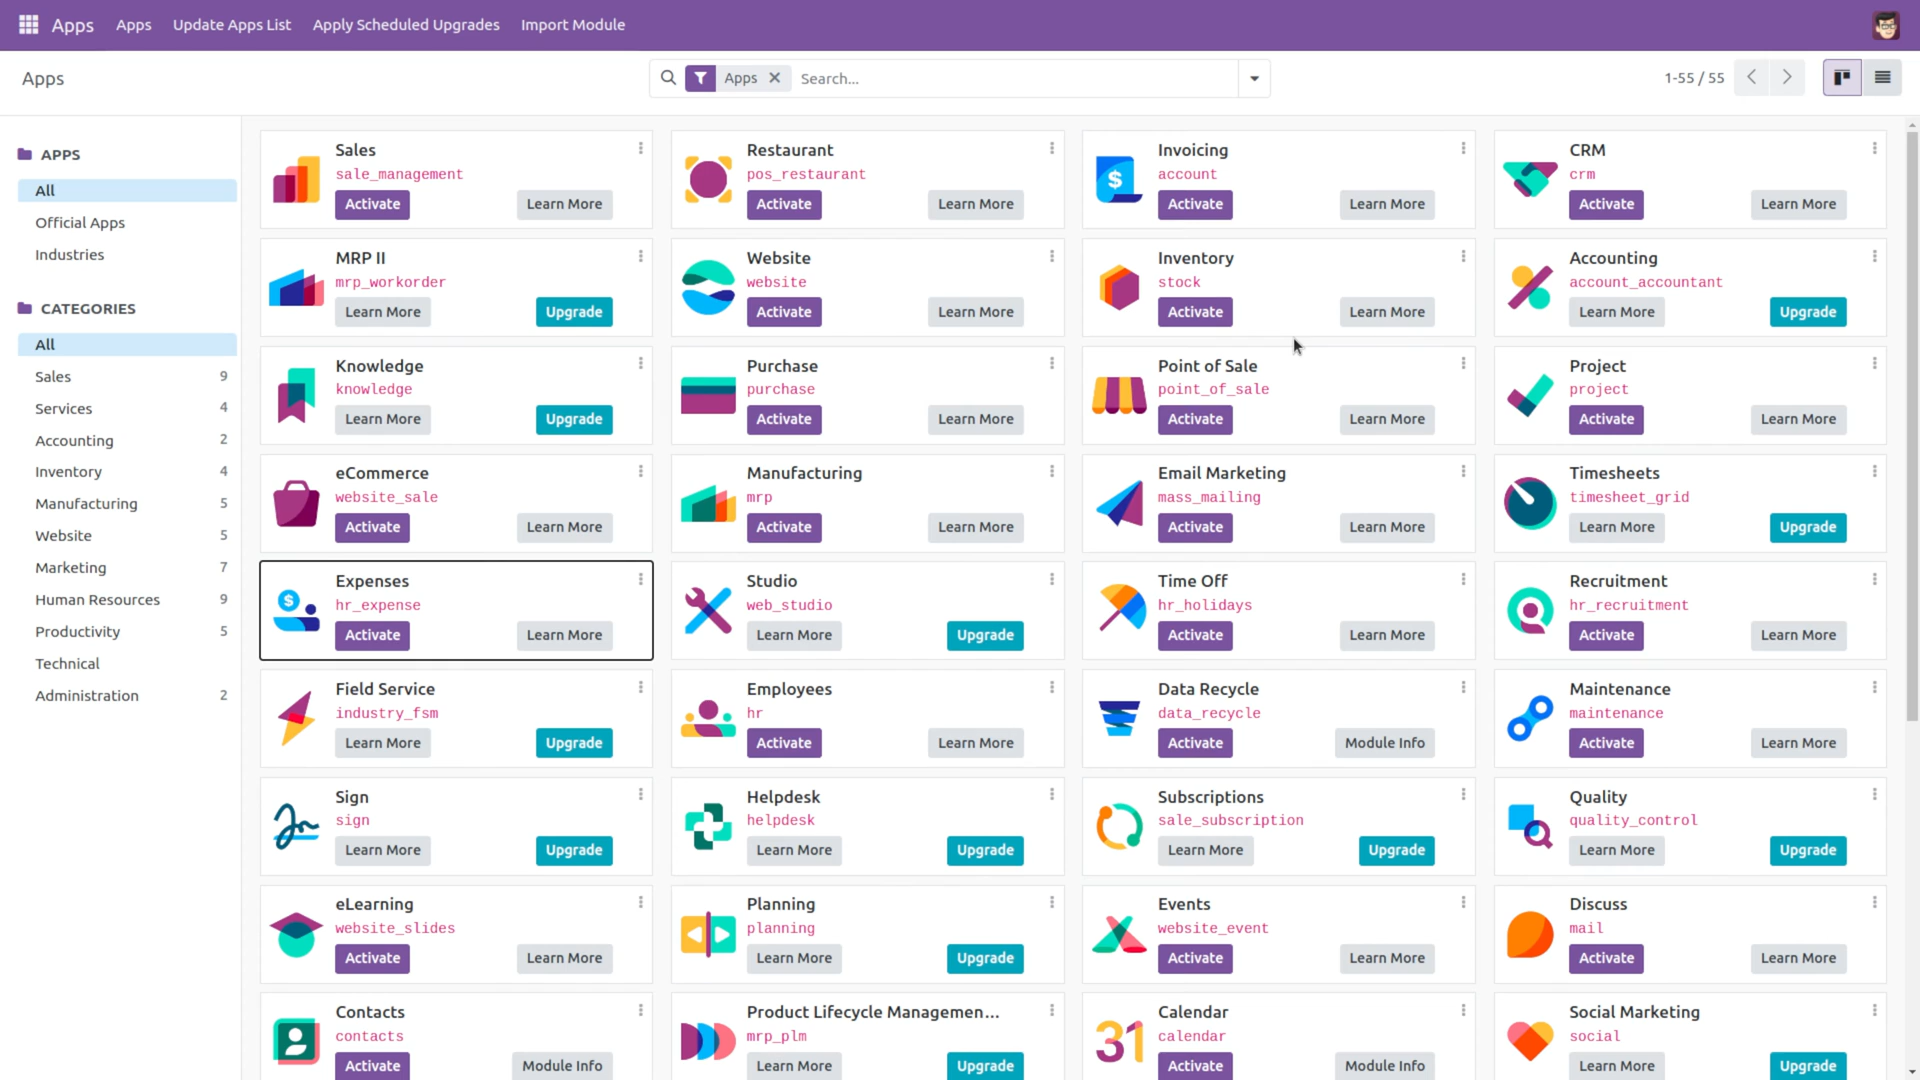 Apps
Apps
Update Apps List
Apply Scheduled Upgrades
Import Module
Apps
Apps
Search...
1-55 / 55
APPS
All
Official Apps
Industries
CATEGORIES
All
Sales 9
Services 4
Accounting 2
Inventory 4
Manufacturing 5
Website 5
Marketing 7
Human Resources 9
Productivity 5
Technical
Administration 2
Sales
sale_management
Activate
Learn More
Restaurant
pos_restaurant
Activate
Learn More
Invoicing
account
$
Activate
Learn More
CRM
crm
Activate
Learn More
MRP II
mrp_workorder
Learn More
Upgrade
Website
website
Activate
Learn More
Inventory
stock
Activate
Learn More
Accounting
account_accountant
Learn More
Upgrade
Knowledge
knowledge
Learn More
Upgrade
Purchase
purchase
Activate
Learn More
Point of Sale
point_of_sale
Activate
Learn More
Project
project
Activate
Learn More
eCommerce
website_sale
Activate
Learn More
Manufacturing
mrp
Activate
Learn More
Email Marketing
mass_mailing
Activate
Learn More
Timesheets
timesheet_grid
Learn More
Upgrade
Expenses
$
hr_expense
Activate
Learn More
Studio
web_studio
Learn More
Upgrade
Time Off
hr_holidays
Activate
Learn More
Recruitment
hr_recruitment
Activate
Learn More
Field Service
industry_fsm
Learn More
Upgrade
Employees
hr
Activate
Learn More
Data Recycle
data_recycle
Activate
Module Info
Maintenance
maintenance
Activate
Learn More
Sign
sign
Learn More
Upgrade
Helpdesk
helpdesk
Learn More
Upgrade
Subscriptions
sale_subscription
Learn More
Upgrade
Quality
quality_control
Learn More
Upgrade
eLearning
website_slides
Activate
Learn More
Planning
planning
Learn More
Upgrade
Events
website_event
Activate
Learn More
Discuss
mail
Activate
Learn More
Contacts
contacts
Activate
Module Info
Product Lifecycle Managemen...
mrp_plm
Learn More
Upgrade
Calendar
calendar
31
Activate
Module Info
Social Marketing
social
Learn More
Upgrade